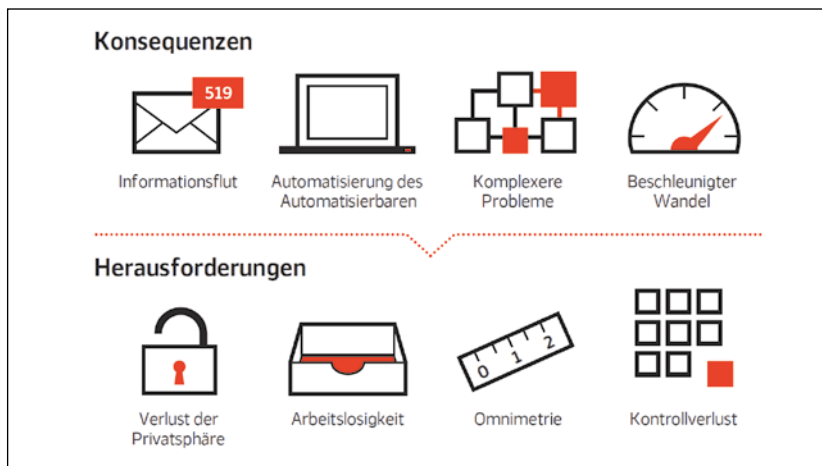 Konsequenzen
519
Informationsflut
Automatisierung des
Automatisierbaren
Komplexere
Probleme
Beschleunigter
Wandel
Herausforderungen
0 1 2
Verlust der
Privatsphäre
Arbeitslosigkeit
Omnimetrie
Kontrollverlust